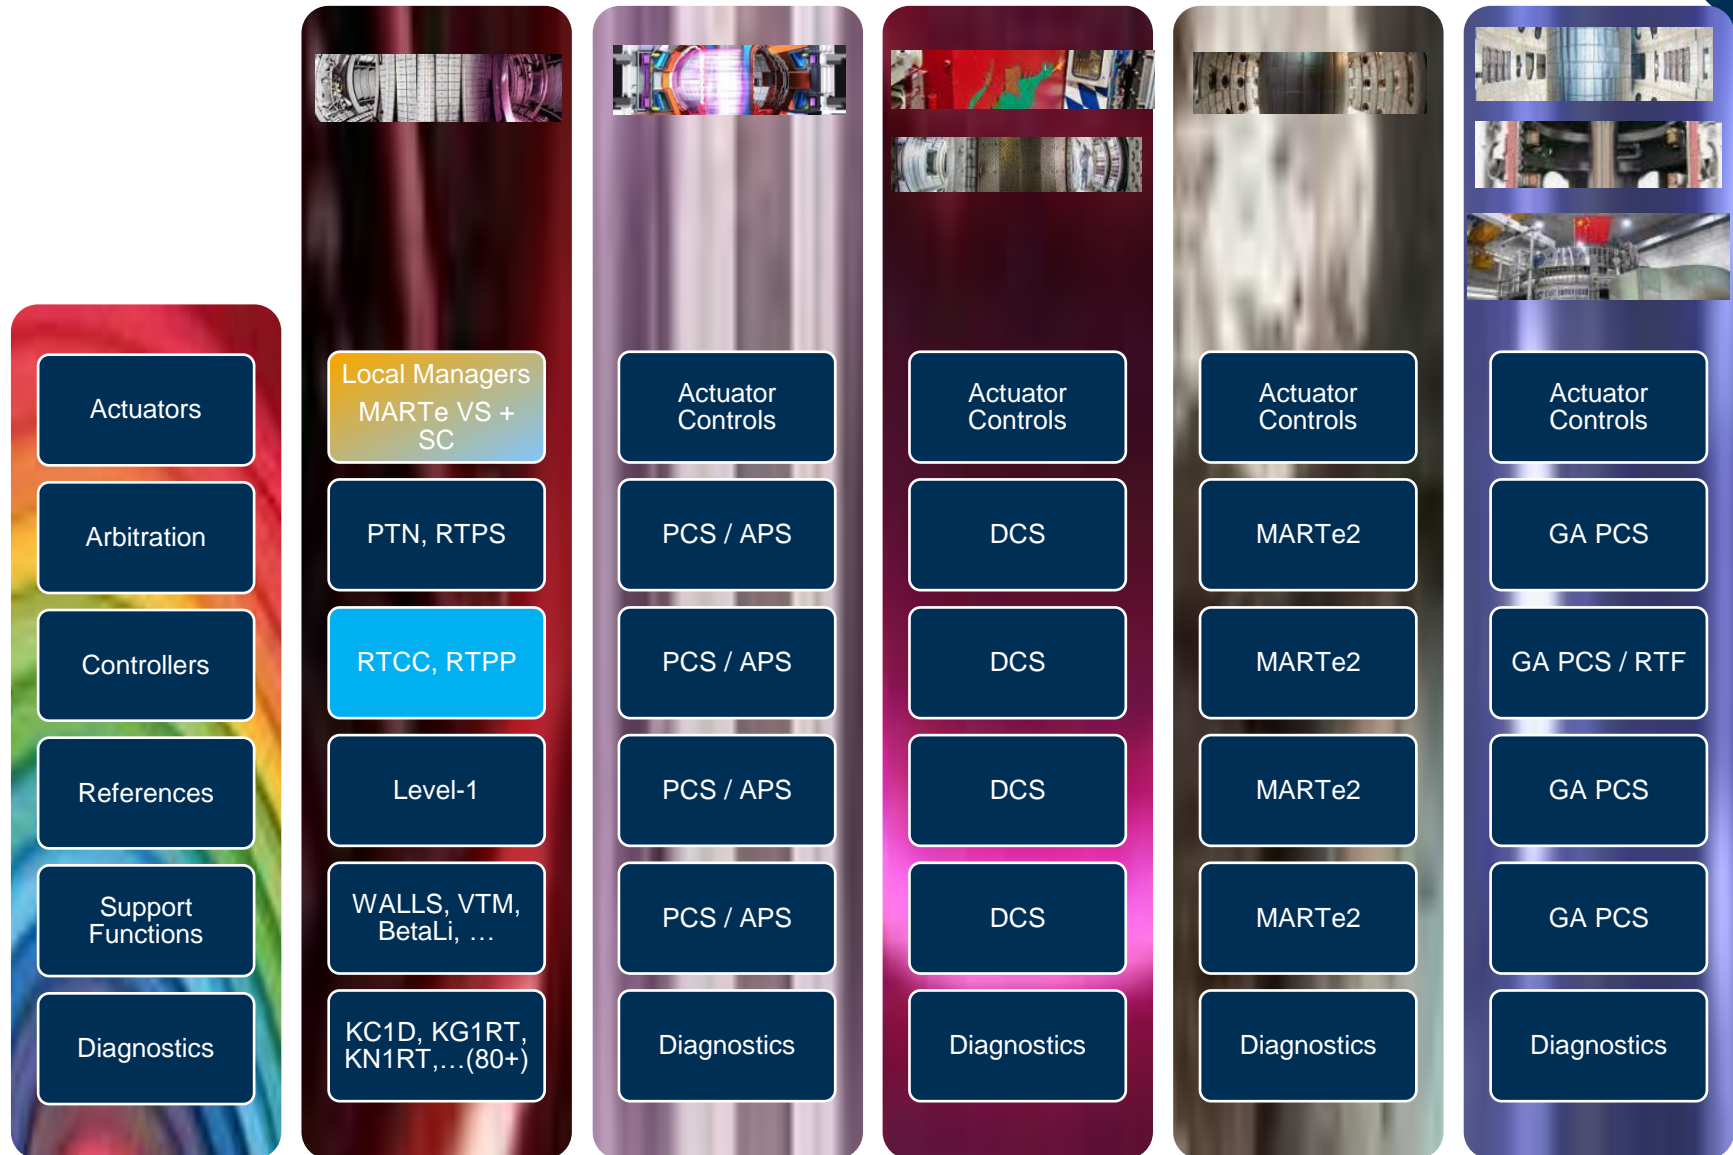 Actuators
Local Managers
MARTe VS +
SC
Actuator
Controls
Actuator
Controls
Actuator
Controls
Actuator
Controls
Arbitration
PTN, RTPS
PCS / APS
DCS
MARTe2
GA PCS
Controllers
RTCC, RTPP
PCS / APS
DCS
MARTe2
GA PCS / RTF
References
Level-1
PCS / APS
DCS
MARTe2
GA PCS
Support
Functions
WALLS, VTM,
BetaLi, …
PCS / APS
DCS
MARTe2
GA PCS
Diagnostics
KC1D, KG1RT,
KN1RT,…(80+)
Diagnostics
Diagnostics
Diagnostics
Diagnostics